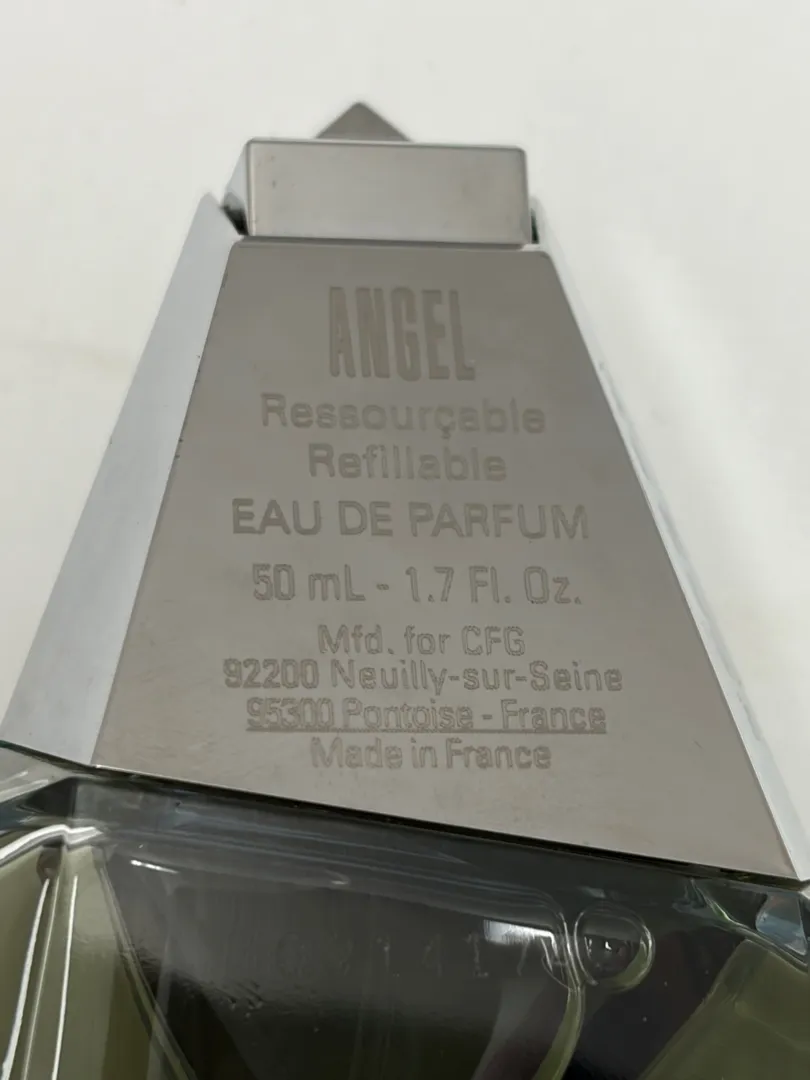 ANGEL
Ressourçable
Refillable
EAU DE PARFUM
50 mL - 1.7 Fl. Oz.
Mfd. for CFG
92200 Neuilly-sur-Seine
95300 Pontoise - France
Made in France